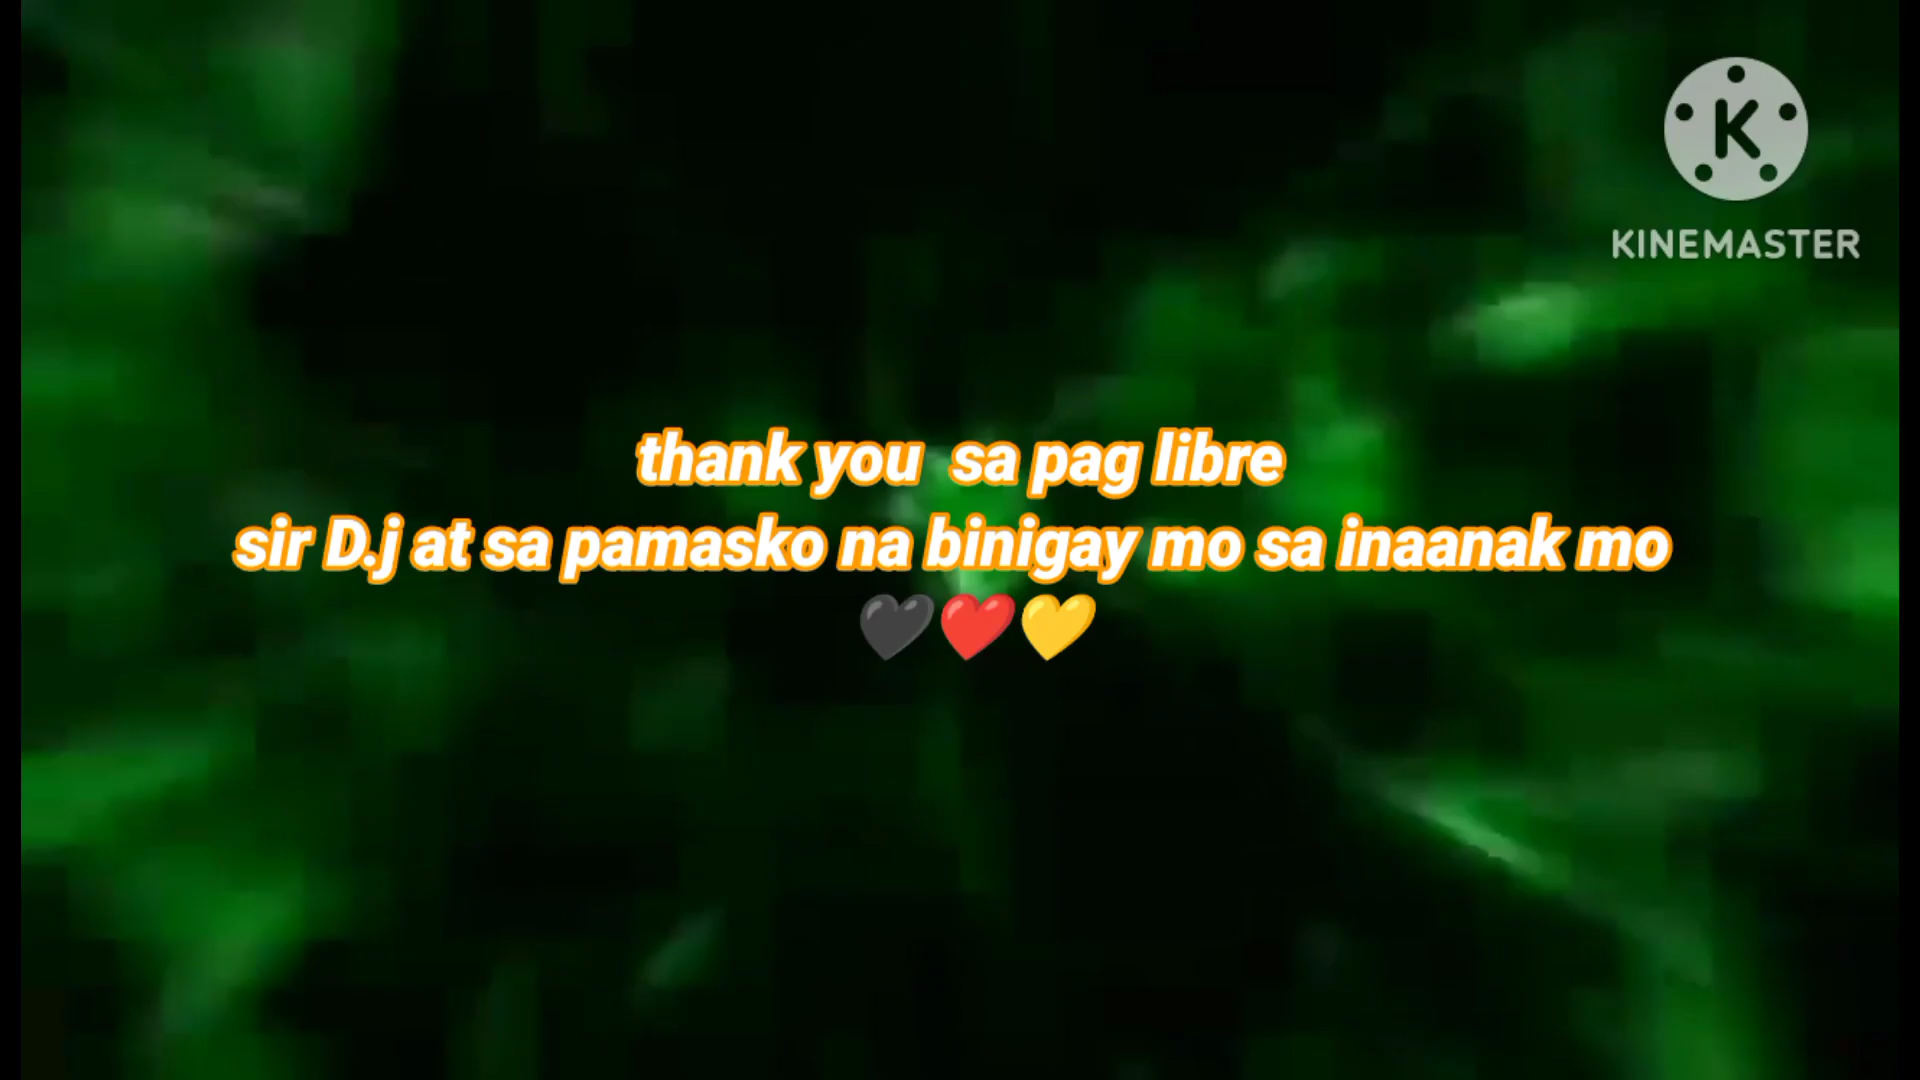 K
KINEMASTER
thank you  sa pag libre
sir D.j at sa pamasko na binigay mo sa inaanak mo
🖤❤️💛